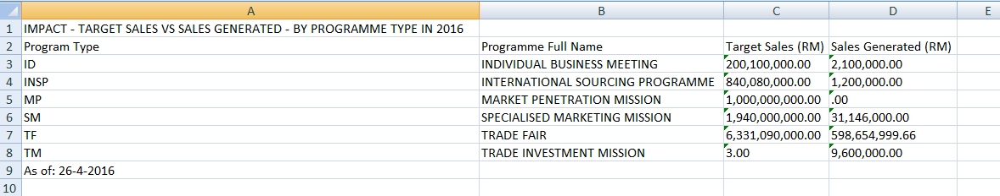 A B C D E
1 IMPACT - TARGET SALES VS SALES GENERATED - BY PROGRAMME TYPE IN 2016
2 Program Type Programme Full Name Target Sales (RM) Sales Generated (RM)
3 ID INDIVIDUAL BUSINESS MEETING 200,100,000.00 2,100,000.00
4 INSP INTERNATIONAL SOURCING PROGRAMME 840,080,000.00 1,200,000.00
5 MP MARKET PENETRATION MISSION 1,000,000,000.00 .00
6 SM SPECIALISED MARKETING MISSION 1,940,000,000.00 31,146,000.00
7 TF TRADE FAIR 6,331,090,000.00 598,654,999.66
8 TM TRADE INVESTMENT MISSION 3.00 9,600,000.00
9 As of: 26-4-2016
10